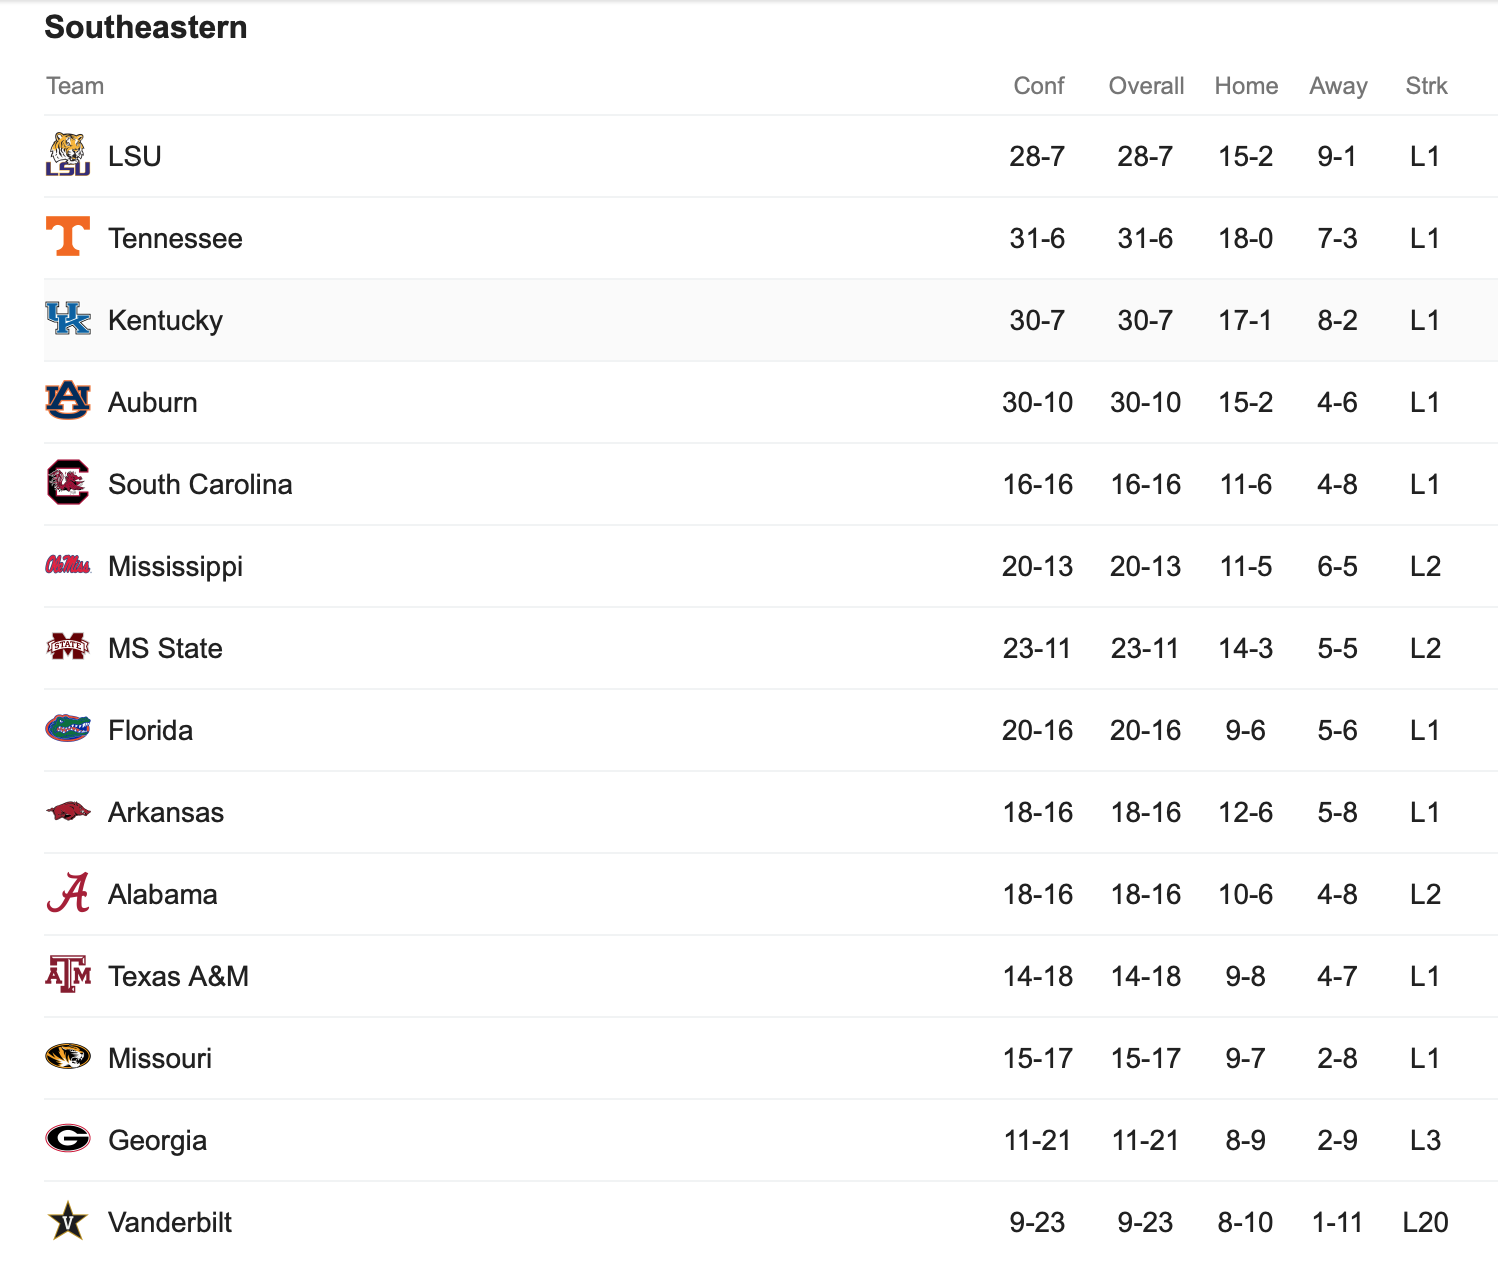 Southeastern
Team Conf Overall Home Away Strk
LSU LSU 28-7 28-7 15-2 9-1 L1
T Tennessee 31-6 31-6 18-0 7-3 L1
UK Kentucky 30-7 30-7 17-1 8-2 L1
AU Auburn 30-10 30-10 15-2 4-6 L1
C South Carolina 16-16 16-16 11-6 4-8 L1
Ole Miss Mississippi 20-13 20-13 11-5 6-5 L2
M STATE MS State 23-11 23-11 14-3 5-5 L2
Florida 20-16 20-16 9-6 5-6 L1
Arkansas 18-16 18-16 12-6 5-8 L1
A Alabama 18-16 18-16 10-6 4-8 L2
ATM Texas A&M 14-18 14-18 9-8 4-7 L1
Missouri 15-17 15-17 9-7 2-8 L1
G Georgia 11-21 11-21 8-9 2-9 L3
V Vanderbilt 9-23 9-23 8-10 1-11 L20